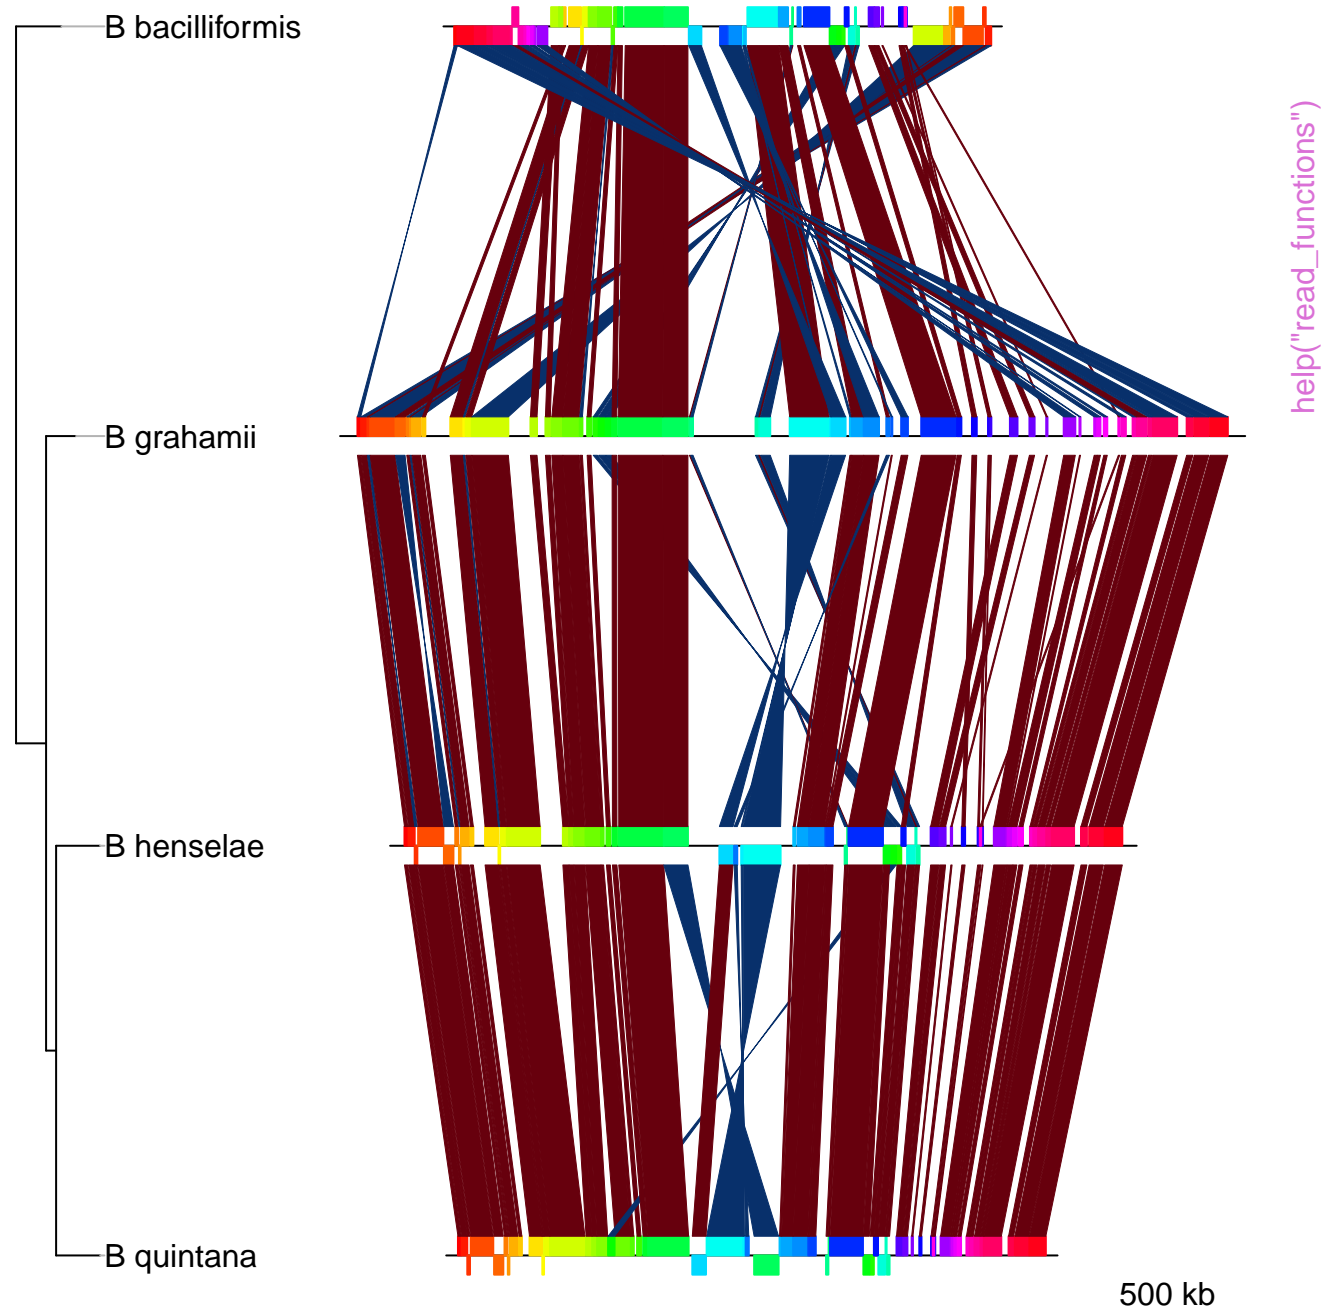 B bacilliformis
help("read_functions")
B grahamii
B henselae
B quintana
500 kb